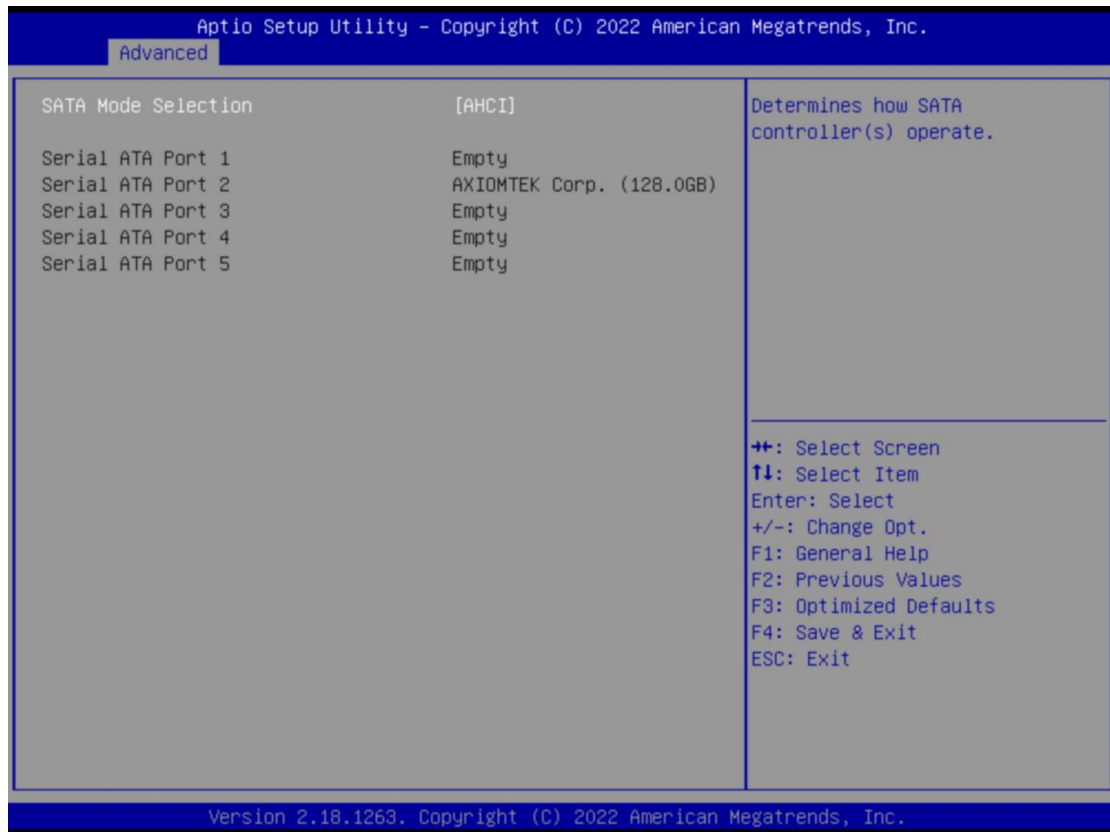 Aptio Setup Utility – Copyright (C) 2022 American Megatrends, Inc.
Advanced
SATA Mode Selection [AHCI]
Serial ATA Port 1 Empty
Serial ATA Port 2 AXIOMTEK Corp. (128.0GB)
Serial ATA Port 3 Empty
Serial ATA Port 4 Empty
Serial ATA Port 5 Empty
Determines how SATA
controller(s) operate.
→←: Select Screen
↑↓: Select Item
Enter: Select
+/-: Change Opt.
F1: General Help
F2: Previous Values
F3: Optimized Defaults
F4: Save & Exit
ESC: Exit
Version 2.18.1263. Copyright (C) 2022 American Megatrends, Inc.